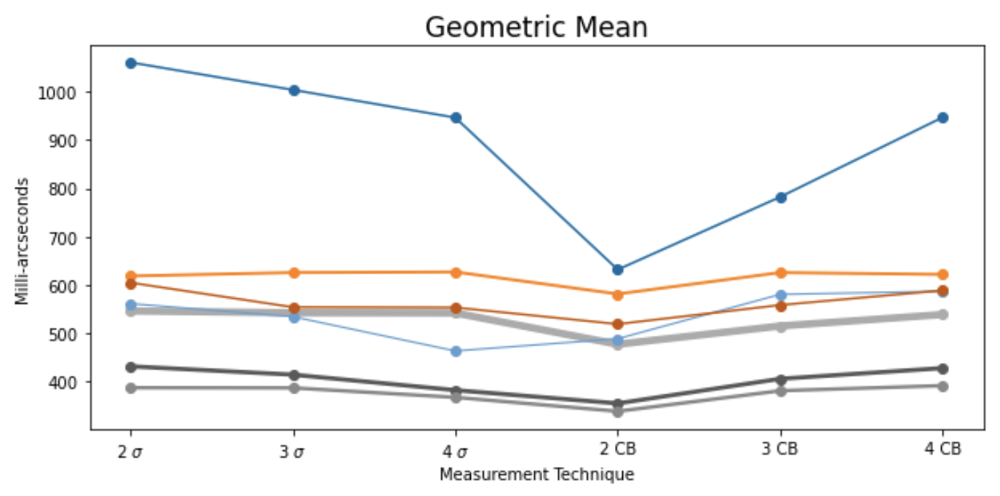 Geometric Mean
1000
900
800
700
600
500
400
Milli-arcseconds
2 σ 3 σ 4 σ 2 CB 3 CB 4 CB
Measurement Technique